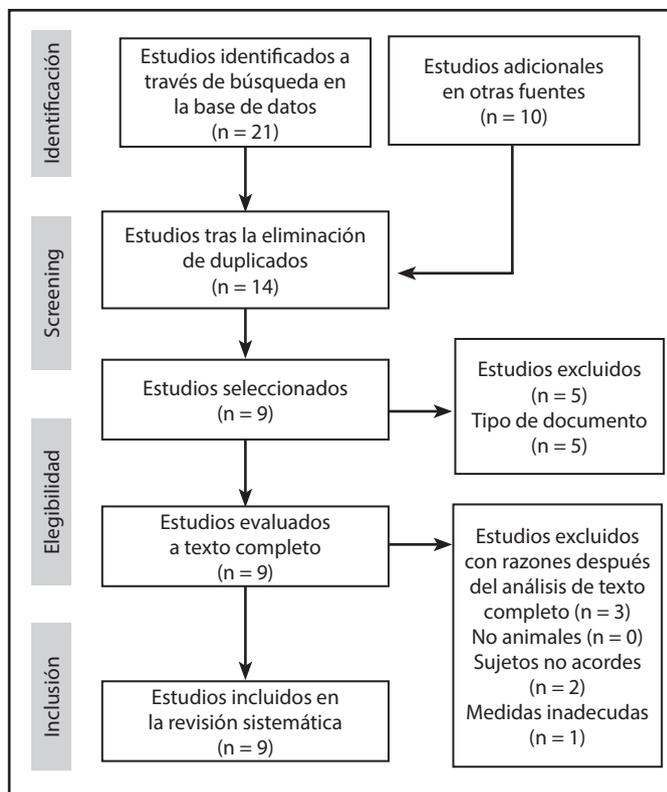 Identificación
Estudios identificados a
través de búsqueda en
la base de datos
(n = 21)
Estudios adicionales
en otras fuentes
(n = 10)
Screening
Estudios tras la eliminación
de duplicados
(n = 14)
Estudios seleccionados
(n = 9)
Estudios excluidos
(n = 5)
Tipo de documento
(n = 5)
Elegibilidad
Estudios evaluados
a texto completo
(n = 9)
Estudios excluidos
con razones después
del análisis de texto
completo (n = 3)
No animales (n = 0)
Sujetos no acordes
(n = 2)
Medidas inadecudas
(n = 1)
Inclusión
Estudios incluidos en
la revisión sistemática
(n = 9)